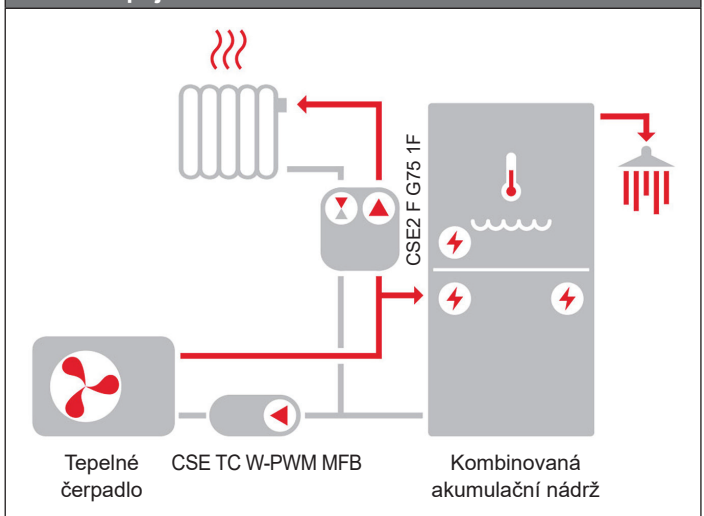 CSE2 F G75 1F
Tepelné
čerpadlo
CSE TC W-PWM MFB
Kombinovaná
akumulační nádrž